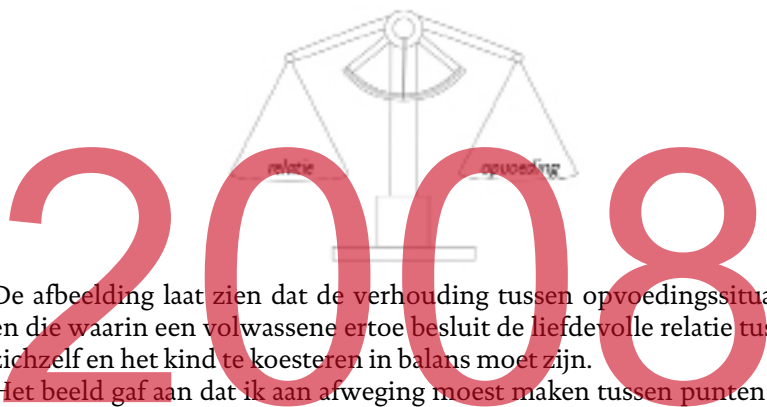 relatie opvoeding
2008
De afbeelding laat zien dat de verhouding tussen
en die waarin een volwassene ertoe besluit de liefdevolle relatie
zichzelf en het kind te koesteren in balans moet zijn.
Het beeld gaf aan dat ik aan afweging moest maken tussen punten